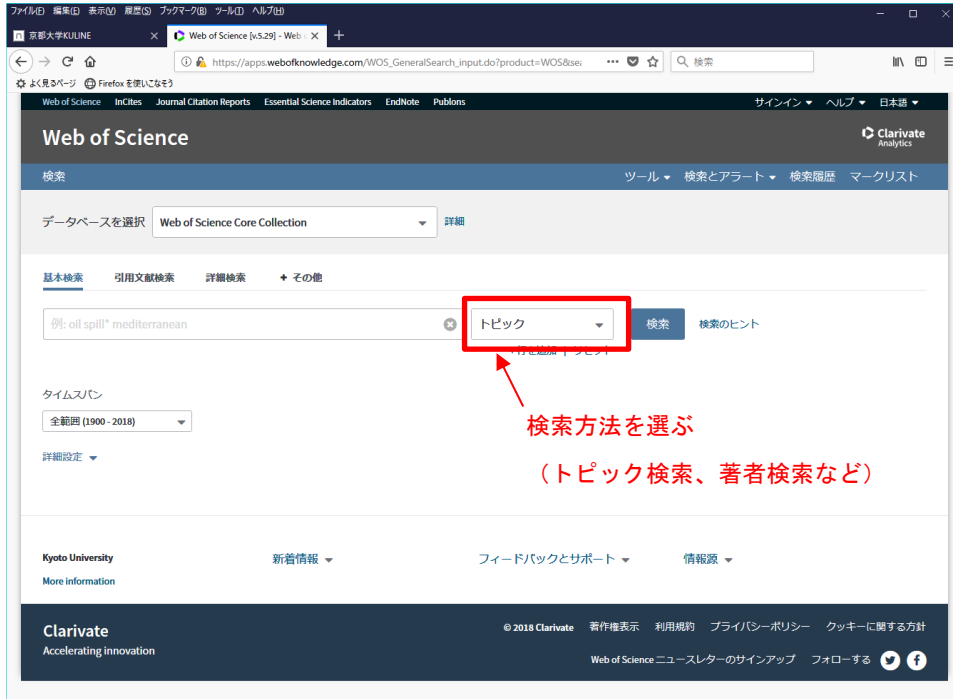 ファイル(F) 編集(E) 表示(V) 履歴(S) ブックマーク(B) ツール(T) ヘルプ(H)
京都大学KULINE × Web of Science [v.5.29] - Web × +
https://apps.webofknowledge.com/WOS_GeneralSearch_input.do?product=WOS&sea 検索
よく見るページ Firefox を使いこなそう
Web of Science InCites Journal Citation Reports Essential Science Indicators EndNote Publons サインイン ヘルプ 日本語
Web of Science Clarivate
Analytics
検索 ツール 検索とアラート 検索履歴 マークリスト
データベースを選択 Web of Science Core Collection 詳細
基本検索 引用文献検索 詳細検索 + その他
例: oil spill* mediterranean トピック 検索 検索のヒント
+行を追加 | リセット
タイムスパン
全範囲 (1900 - 2018)
検索方法を選ぶ
詳細設定
（トピック検索、著者検索など）
Kyoto University 新着情報 フィードバックとサポート 情報源
More information
Clarivate © 2018 Clarivate 著作権表示 利用規約 プライバシーポリシー クッキーに関する方針
Accelerating innovation
Web of Science ニュースレターのサインアップ フォローする